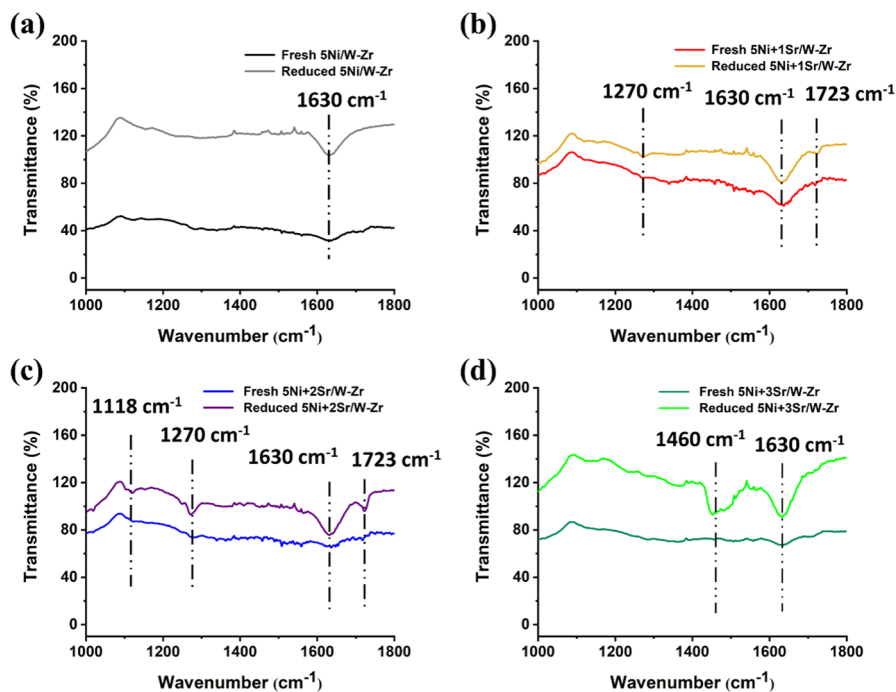 (a)
Fresh 5Ni/W-Zr
Reduced 5Ni/W-Zr
1630 cm⁻¹
Transmittance (%)
200
160
120
80
40
0
1000 1200 1400 1600 1800
Wavenumber (cm⁻¹)
(b)
Fresh 5Ni+1Sr/W-Zr
Reduced 5Ni+1Sr/W-Zr
1270 cm⁻¹ 1630 cm⁻¹ 1723 cm⁻¹
Transmittance (%)
200
160
120
80
40
0
1000 1200 1400 1600 1800
Wavenumber (cm⁻¹)
(c)
Fresh 5Ni+2Sr/W-Zr
Reduced 5Ni+2Sr/W-Zr
1118 cm⁻¹
1270 cm⁻¹
1630 cm⁻¹ 1723 cm⁻¹
Transmittance (%)
200
160
120
80
40
0
1000 1200 1400 1600 1800
Wavenumber (cm⁻¹)
(d)
Fresh 5Ni+3Sr/W-Zr
Reduced 5Ni+3Sr/W-Zr
1460 cm⁻¹ 1630 cm⁻¹
Transmittance (%)
200
160
120
80
40
0
1000 1200 1400 1600 1800
Wavenumber (cm⁻¹)